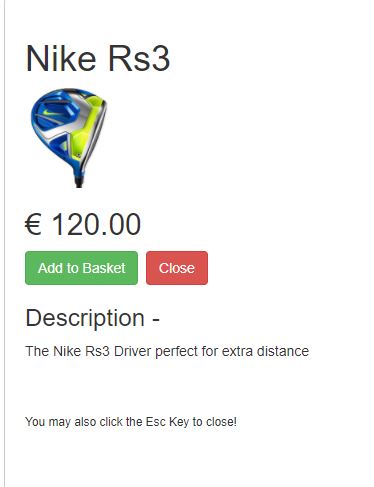 Nike Rs3
€ 120.00
Add to Basket Close
Description -
The Nike Rs3 Driver perfect for extra distance
You may also click the Esc Key to close!